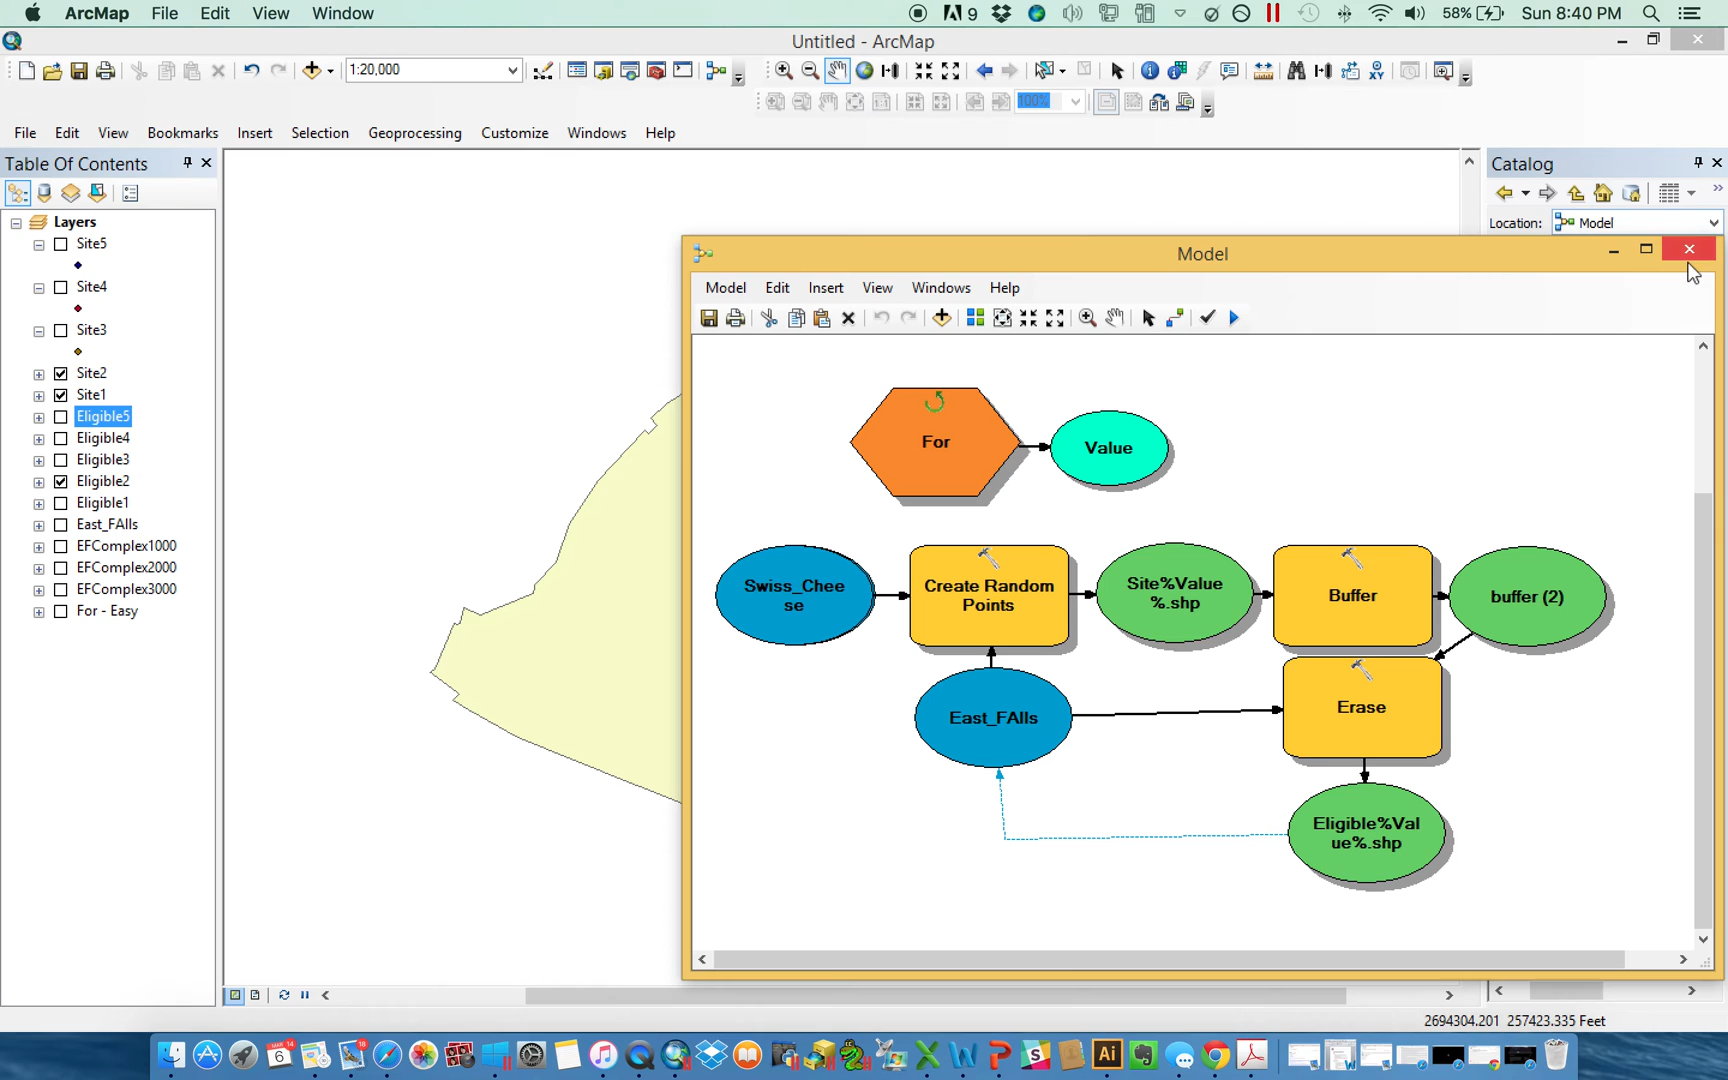 ArcMap File Edit View Window
9
58%
Sun 8:40 PM
Untitled - ArcMap
1:20,000
100%
File Edit View Bookmarks Insert Selection Geoprocessing Customize Windows Help
Table Of Contents
Layers
Site5
Site4
Site3
Site2
Site1
Eligible5
Eligible4
Eligible3
Eligible2
Eligible1
East_FAlls
EFComplex1000
EFComplex2000
EFComplex3000
For - Easy
Catalog
Location: Model
Model
Model Edit Insert View Windows Help
For
Value
Swiss_Chee
se
Create Random
Points
Site%Value
%.shp
Buffer
buffer (2)
East_FAlls
Erase
Eligible%Val
ue%.shp
2694304.201 257423.335 Feet